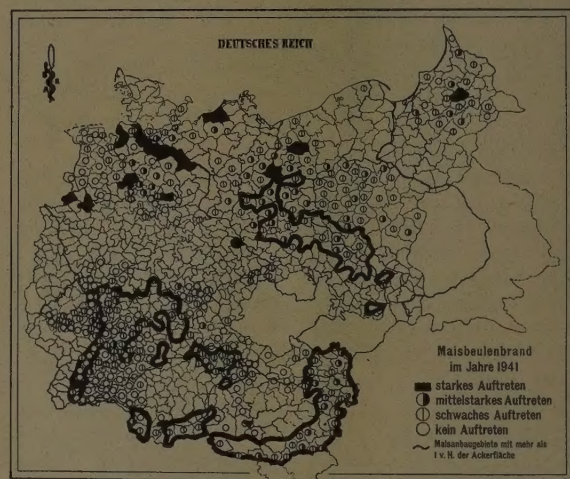 DEUTSCHES REICH
Maisbeulenbrand
im Jahre 1941
starkes Auftreten
mittelstarkes Auftreten
schwaches Auftreten
kein Auftreten
Maisanbaugebiete mit mehr als
1 v. H. der Ackerfläche